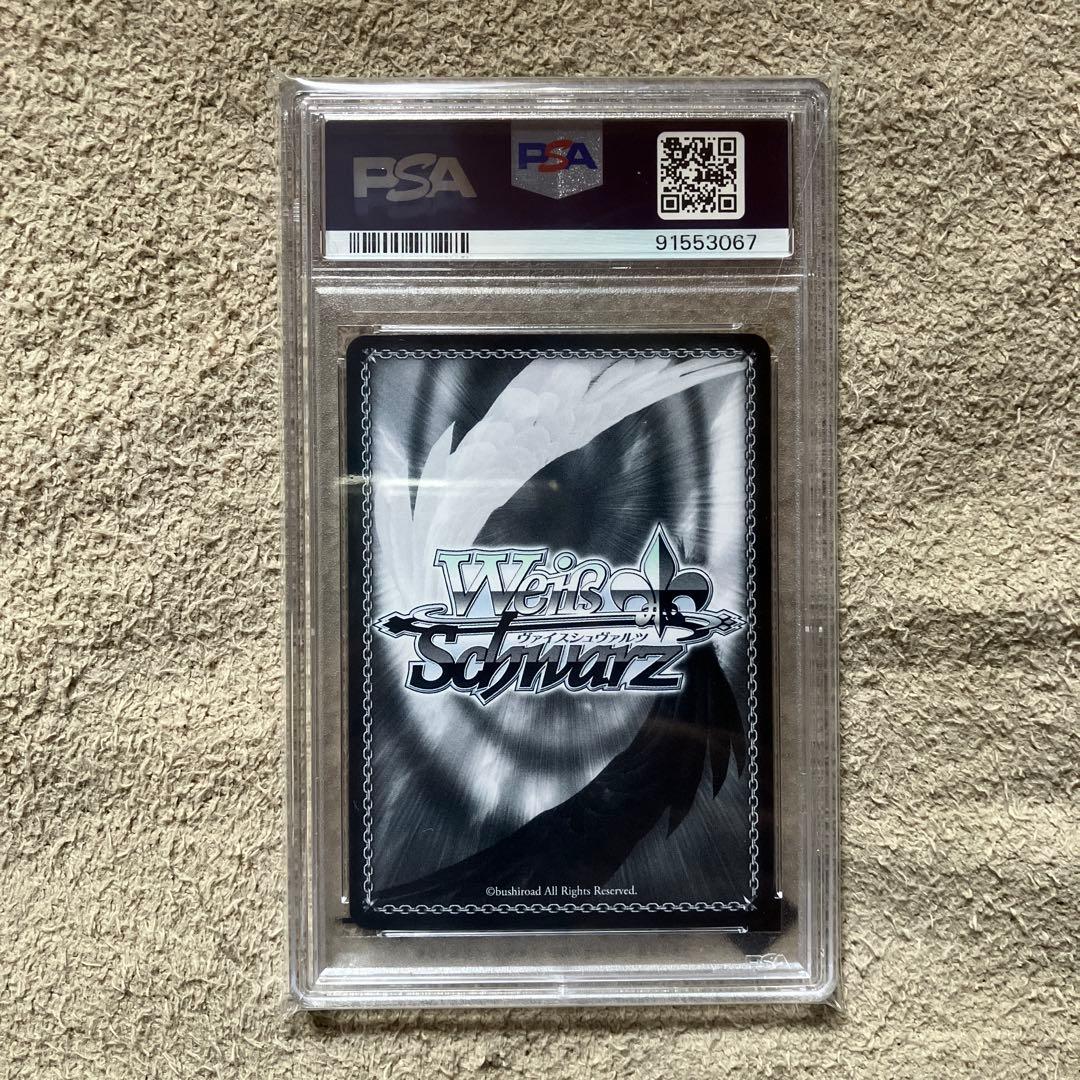 PSA
PSA
91553067
Weiß
ヴァイスシュヴァルツ
Schwarz
©bushiroad All Rights Reserved.
PSA